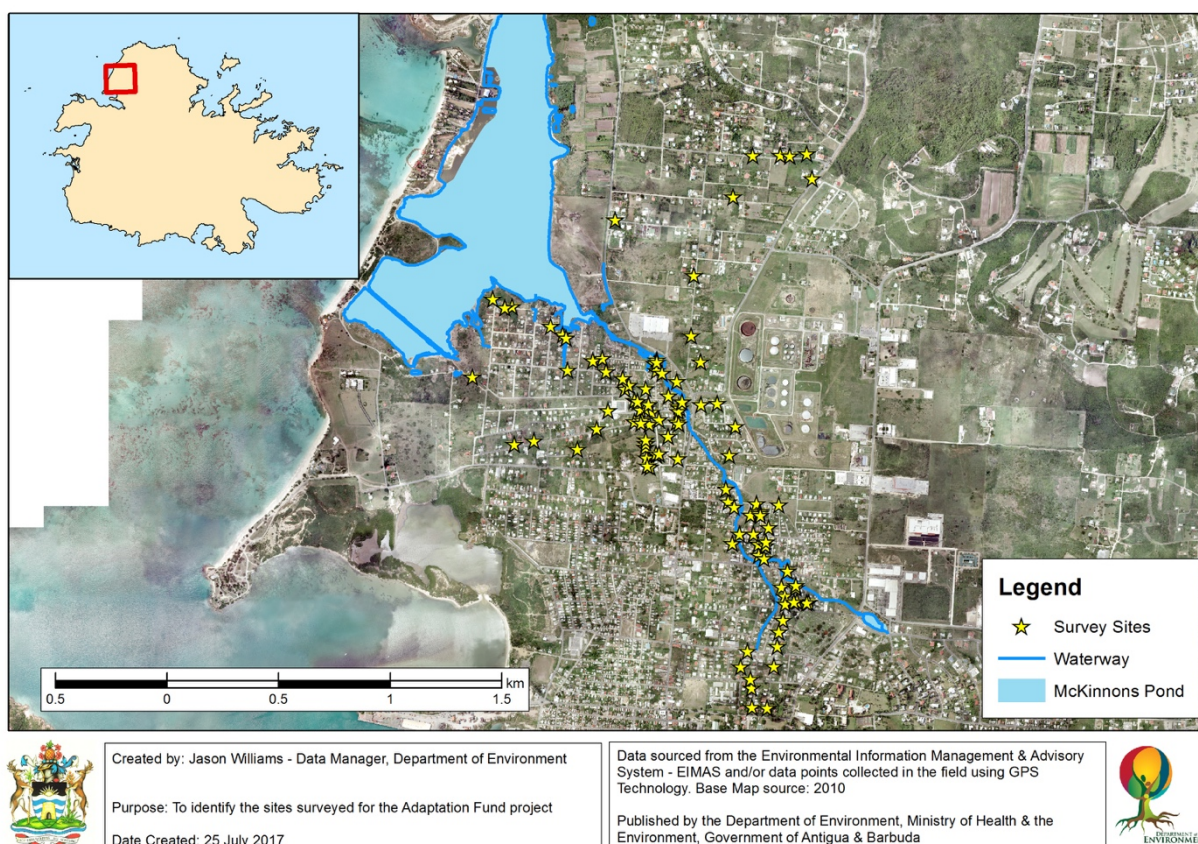 Legend
Survey Sites
Waterway
McKinnons Pond
0.5 0 0.5 1 1.5 km
Created by: Jason Williams - Data Manager, Department of Environment
Purpose: To identify the sites surveyed for the Adaptation Fund project
Date Created: 25 July 2017
Data sourced from the Environmental Information Management & Advisory
System - EIMAS and/or data points collected in the field using GPS
Technology. Base Map source: 2010
Published by the Department of Environment, Ministry of Health & the
Environment, Government of Antigua & Barbuda
DEPARTMENT of
ENVIRONME